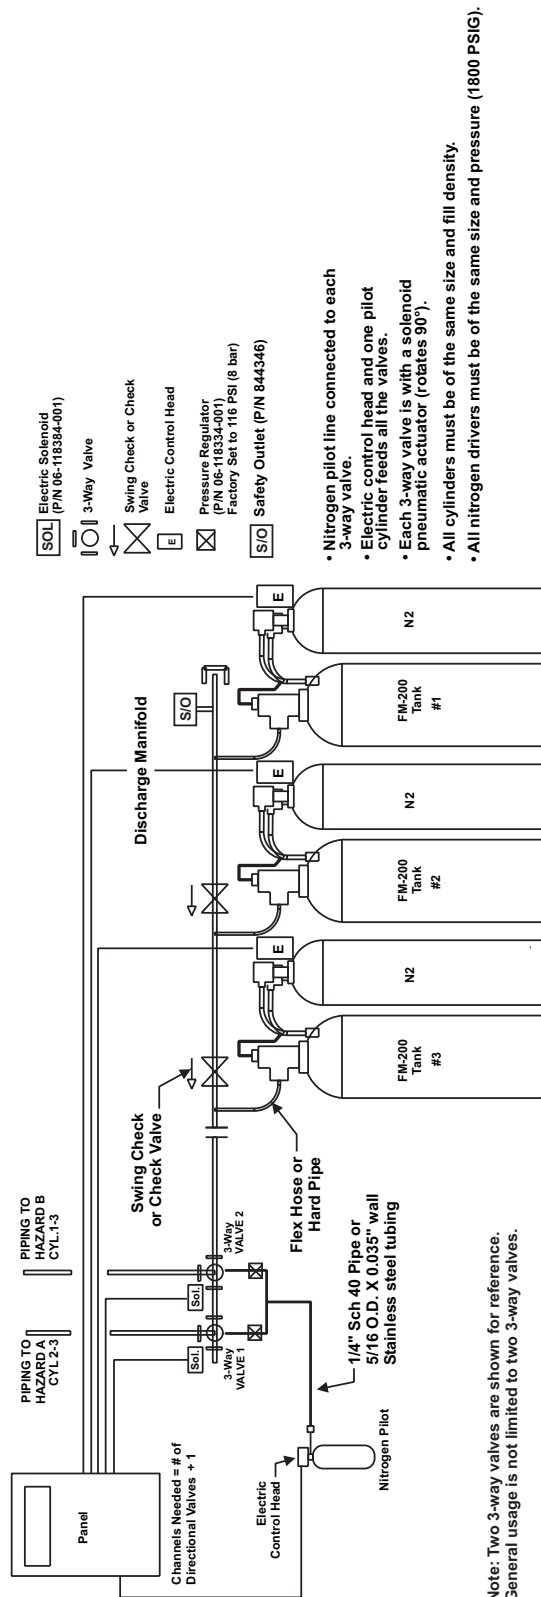 SOL
Electric Solenoid
(P/N 06-118384-001)
3-Way Valve
Swing Check or Check
Valve
E
Electric Control Head
Pressure Regulator
(P/N 06-118334-001)
Factory Set to 116 PSI (8 bar)
S/O
Safety Outlet (P/N 844346)
• Nitrogen pilot line connected to each
3-way valve.
• Electric control head and one pilot
cylinder feeds all the valves.
• Each 3-way valve is with a solenoid
pneumatic actuator (rotates 90°).
• All cylinders must be of the same size and fill density.
• All nitrogen drivers must be of the same size and pressure (1800 PSIG).
PIPING TO
HAZARD A
CYL 2-3
PIPING TO
HAZARD B
CYL.1-3
Panel
Channels Needed = # of
Directional Valves + 1
Sol.
Sol.
3-Way
VALVE 1
3-Way
VALVE 2
Swing Check
or Check Valve
Discharge Manifold
S/O
Flex Hose or
Hard Pipe
E
E
E
FM-200
Tank
#3
N2
FM-200
Tank
#2
N2
FM-200
Tank
#1
N2
1/4" Sch 40 Pipe or
5/16 O.D. X 0.035" wall
Stainless steel tubing
Electric
Control Head
Nitrogen Pilot
Note: Two 3-way valves are shown for reference.
General usage is not limited to two 3-way valves.